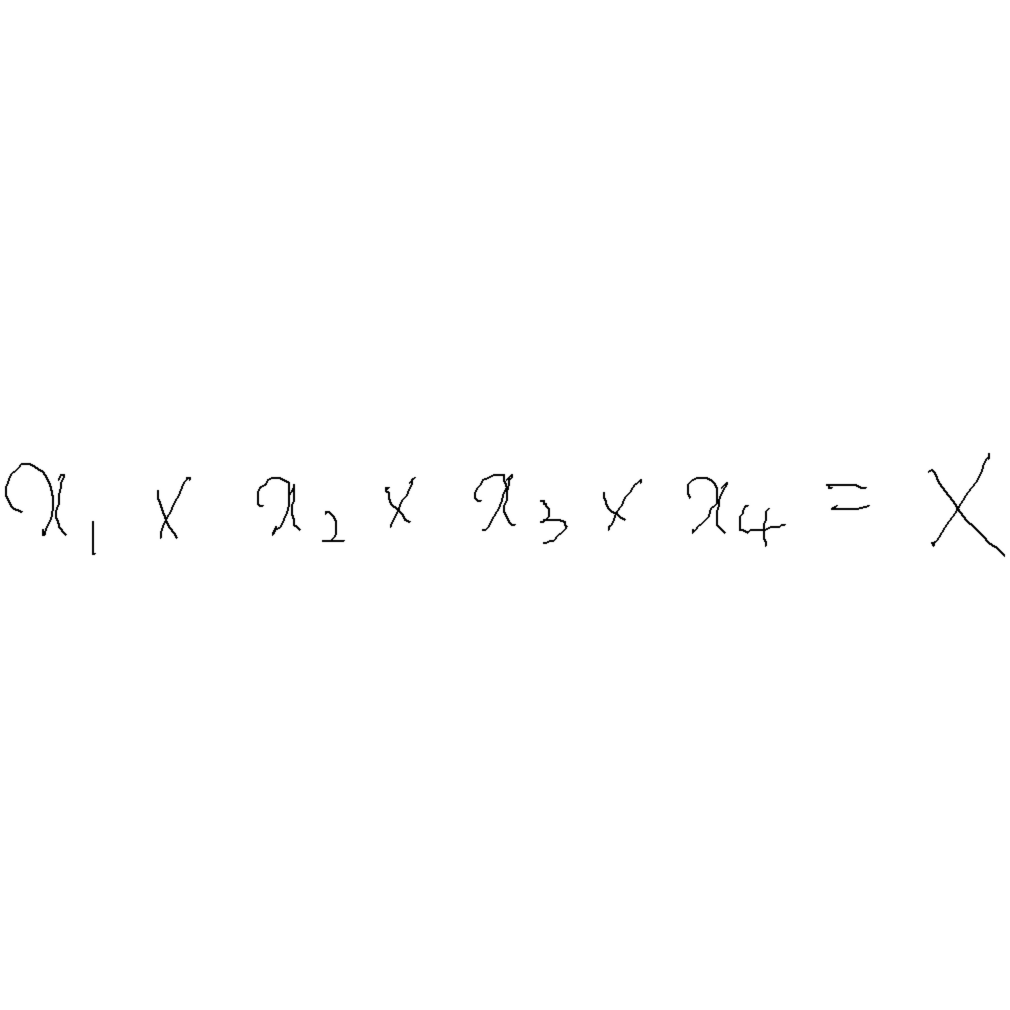 x₁ × x₂ × x₃ × x₄ = X